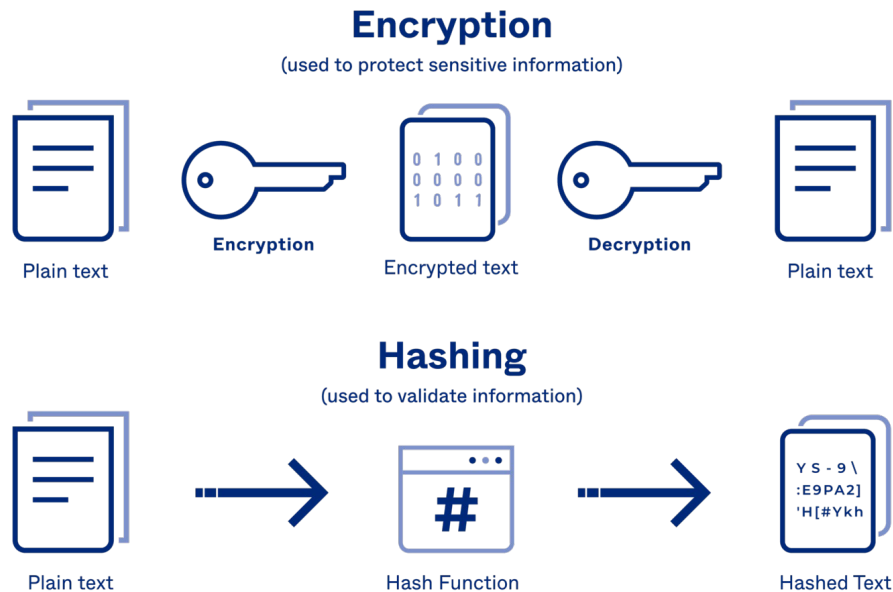 Encryption
(used to protect sensitive information)
0 1 0 0
0 0 0 0
1 0 1 1
Encryption
Decryption
Plain text
Encrypted text
Plain text
Hashing
(used to validate information)
#
Y S - 9 \
:E9PA2]
'H[#Ykh
Plain text
Hash Function
Hashed Text